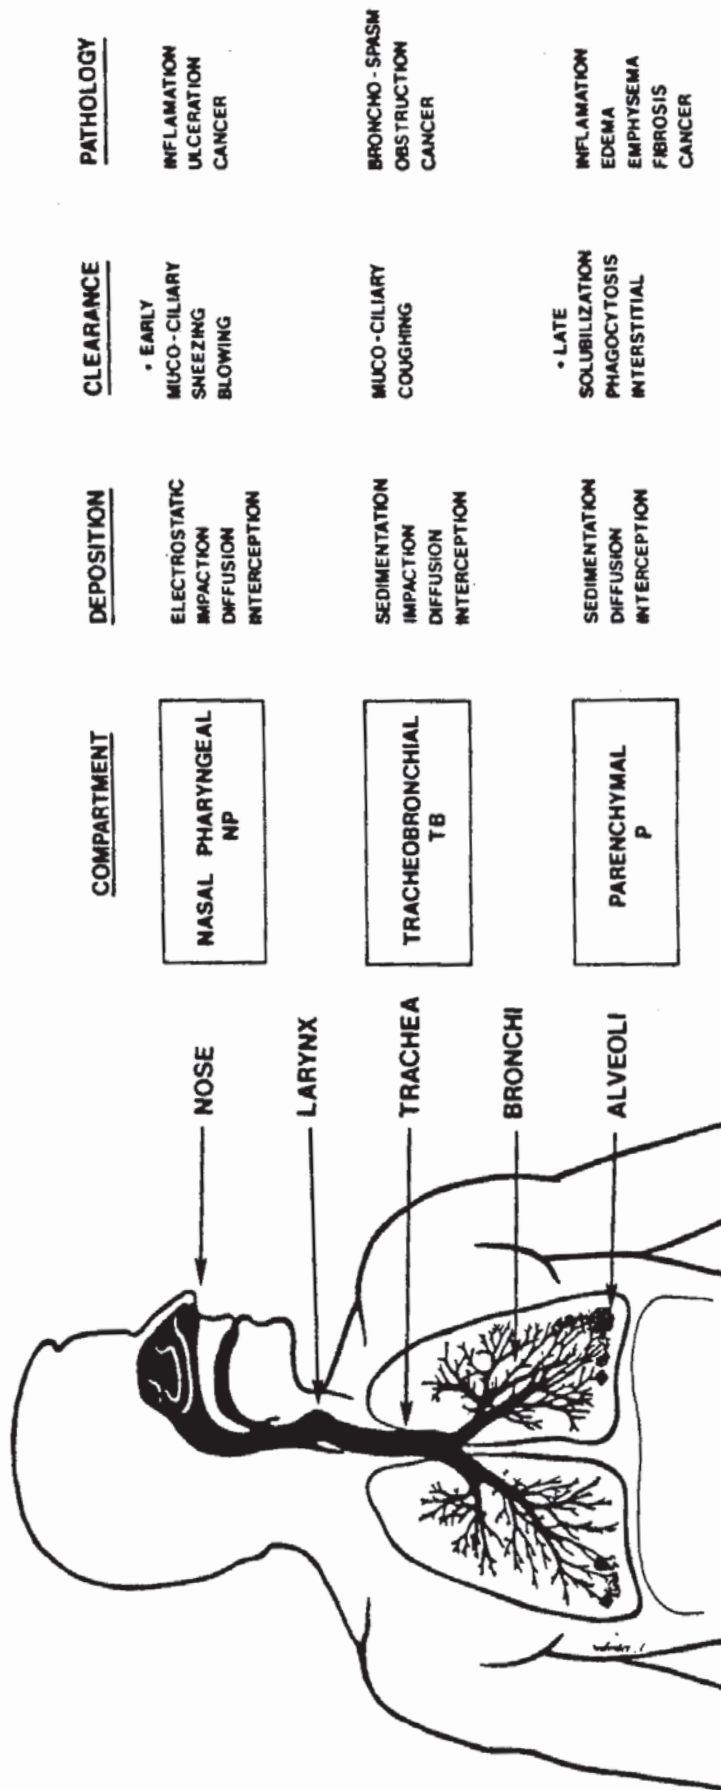 COMPARTMENT DEPOSITION CLEARANCE PATHOLOGY
NOSE
NASAL PHARYNGEAL
NP
ELECTROSTATIC
IMPACTION
DIFFUSION
INTERCEPTION
• EARLY
MUCO-CILIARY
SNEEZING
BLOWING
INFLAMATION
ULCERATION
CANCER
LARYNX
TRACHEA
TRACHEOBRONCHIAL
TB
SEDIMENTATION
IMPACTION
DIFFUSION
INTERCEPTION
MUCO-CILIARY
COUGHING
BRONCHO-SPASM
OBSTRUCTION
CANCER
BRONCHI
ALVEOLI
PARENCHYMAL
P
SEDIMENTATION
DIFFUSION
INTERCEPTION
• LATE
SOLUBILIZATION
PHAGOCYTOSIS
INTERSTITIAL
INFLAMATION
EDEMA
EMPHYSEMA
FIBROSIS
CANCER